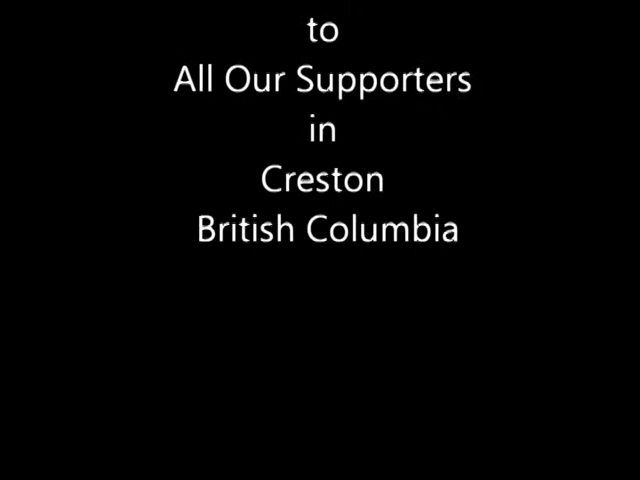 to
All Our Supporters
in
Creston
British Columbia